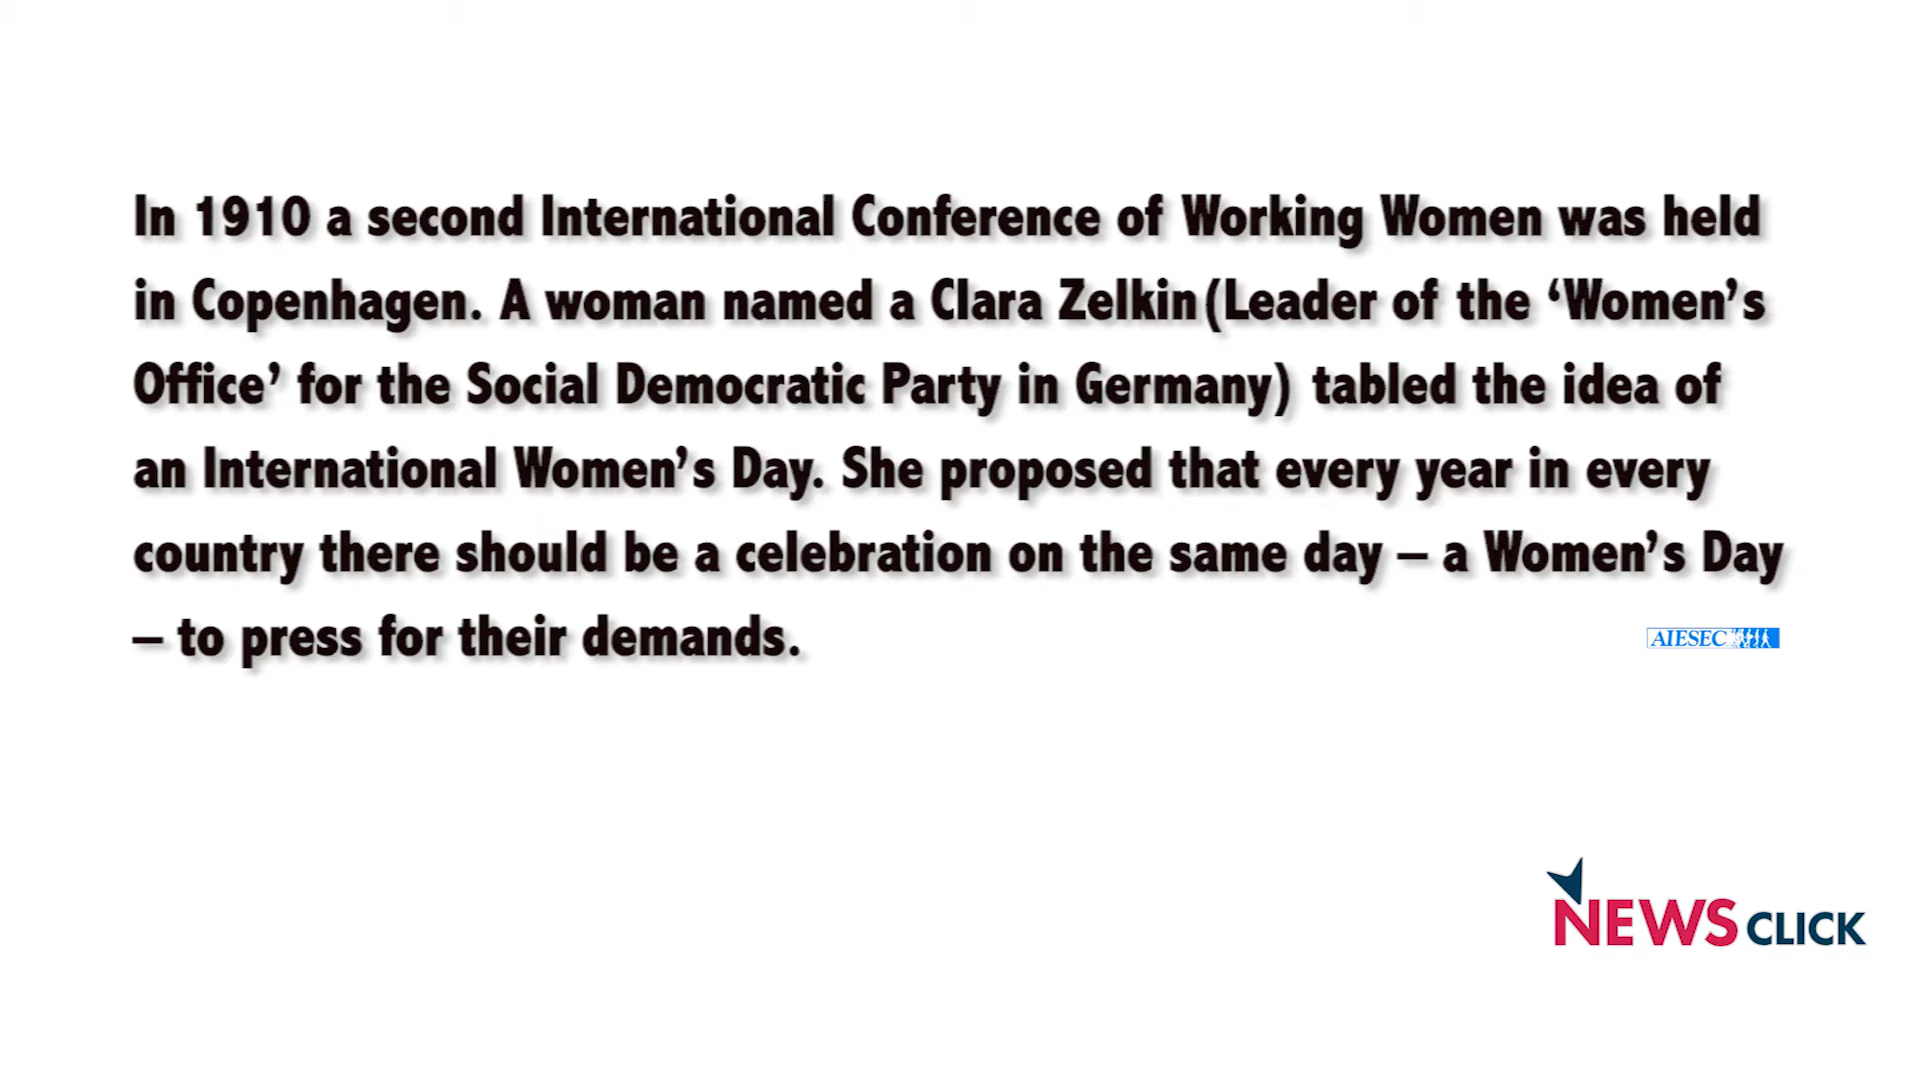 In 1910 a second International Conference of Working Women was held
in Copenhagen. A woman named a Clara Zelkin(Leader of the ‘Women’s
Office’ for the Social Democratic Party in Germany) tabled the idea of
an International Women’s Day. She proposed that every year in every
country there should be a celebration on the same day – a Women’s Day
– to press for their demands.
AIESEC
NEWSCLICK